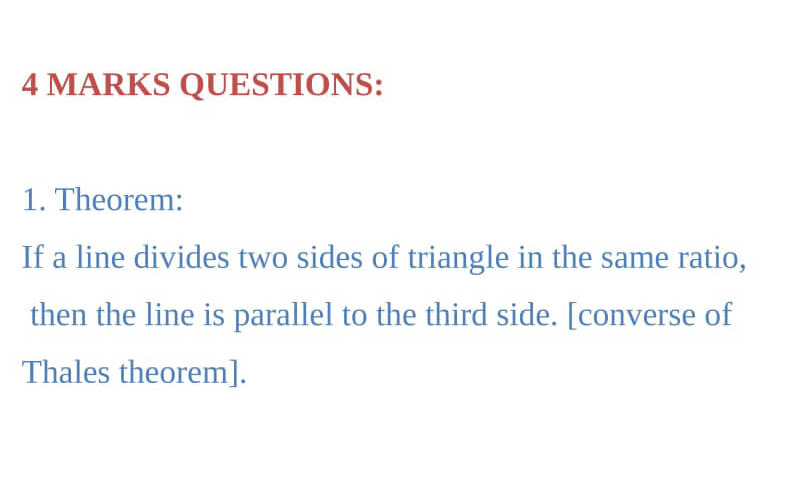 4 MARKS QUESTIONS:
1. Theorem:
If a line divides two sides of triangle in the same ratio,
then the line is parallel to the third side. [converse of
Thales theorem].